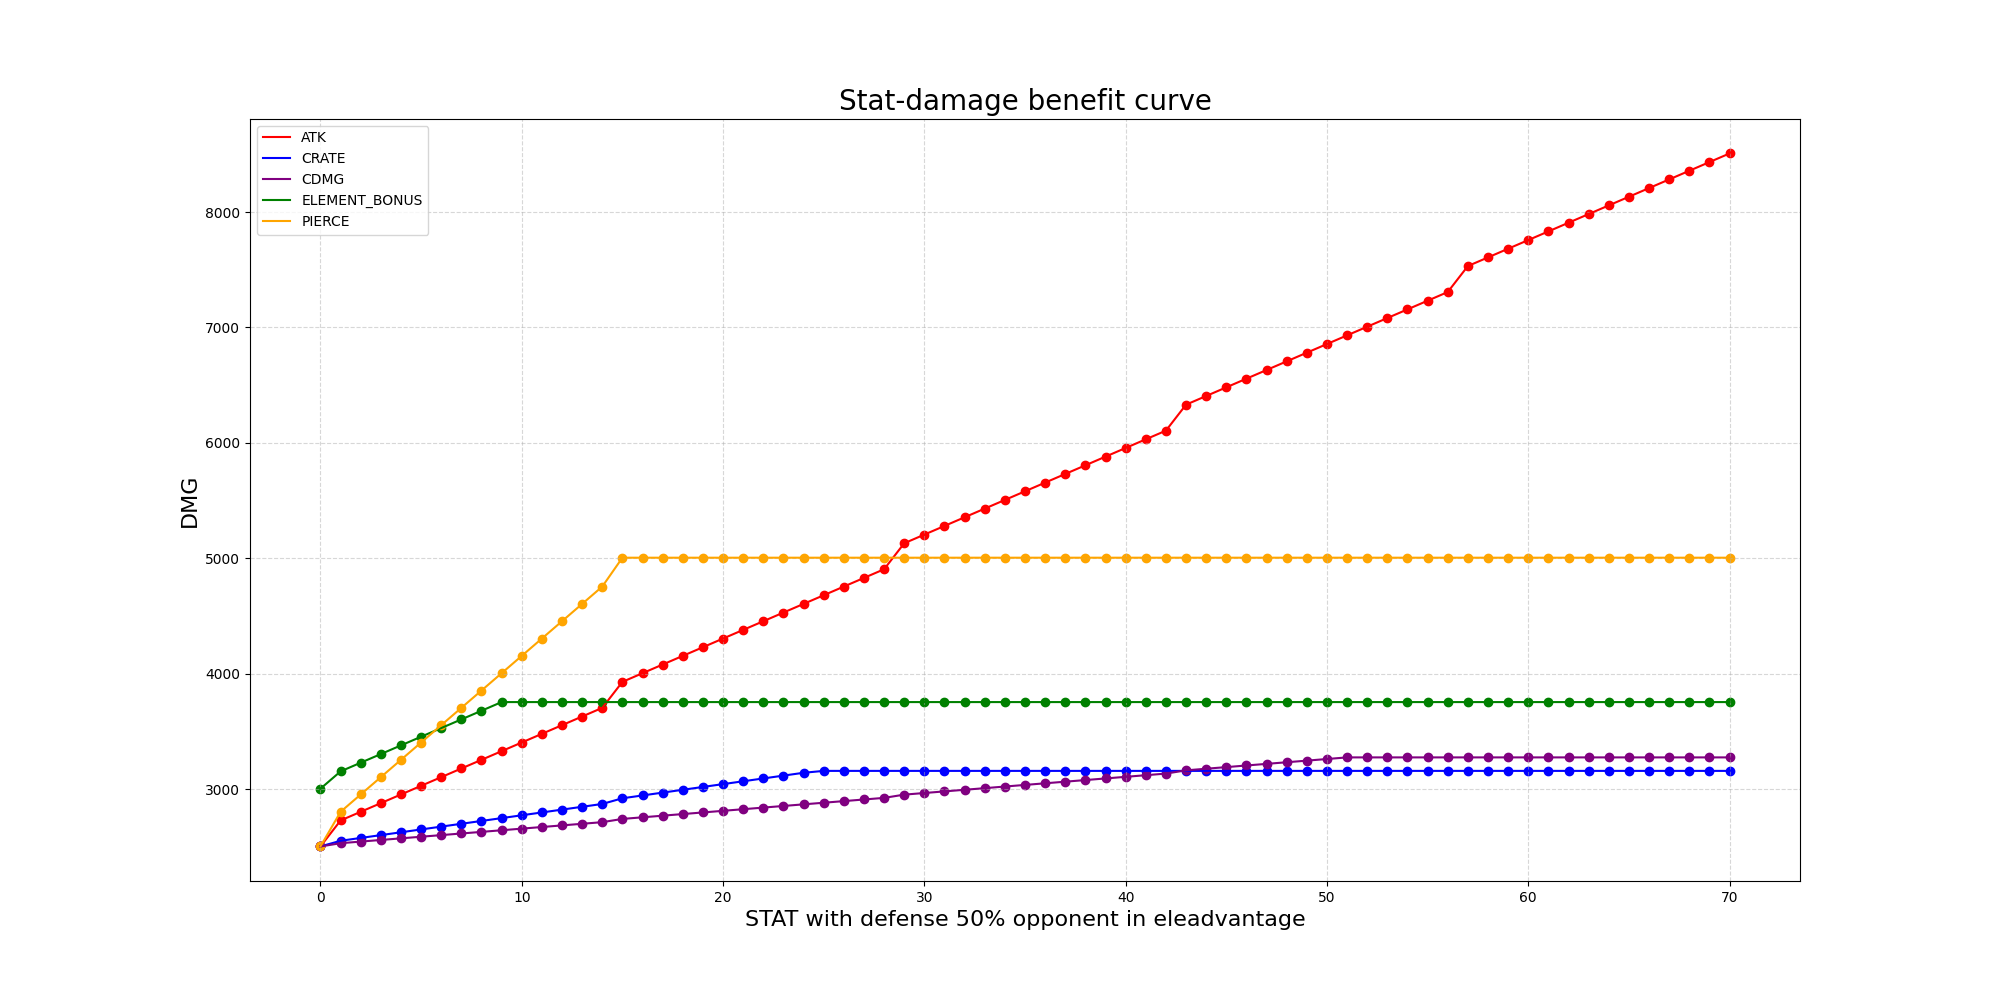 Stat-damage benefit curve
ATK
CRATE
CDMG
ELEMENT_BONUS
PIERCE
8000
7000
6000
5000
4000
3000
DMG
0 10 20 30 40 50 60 70
STAT with defense 50% opponent in eleadvantage